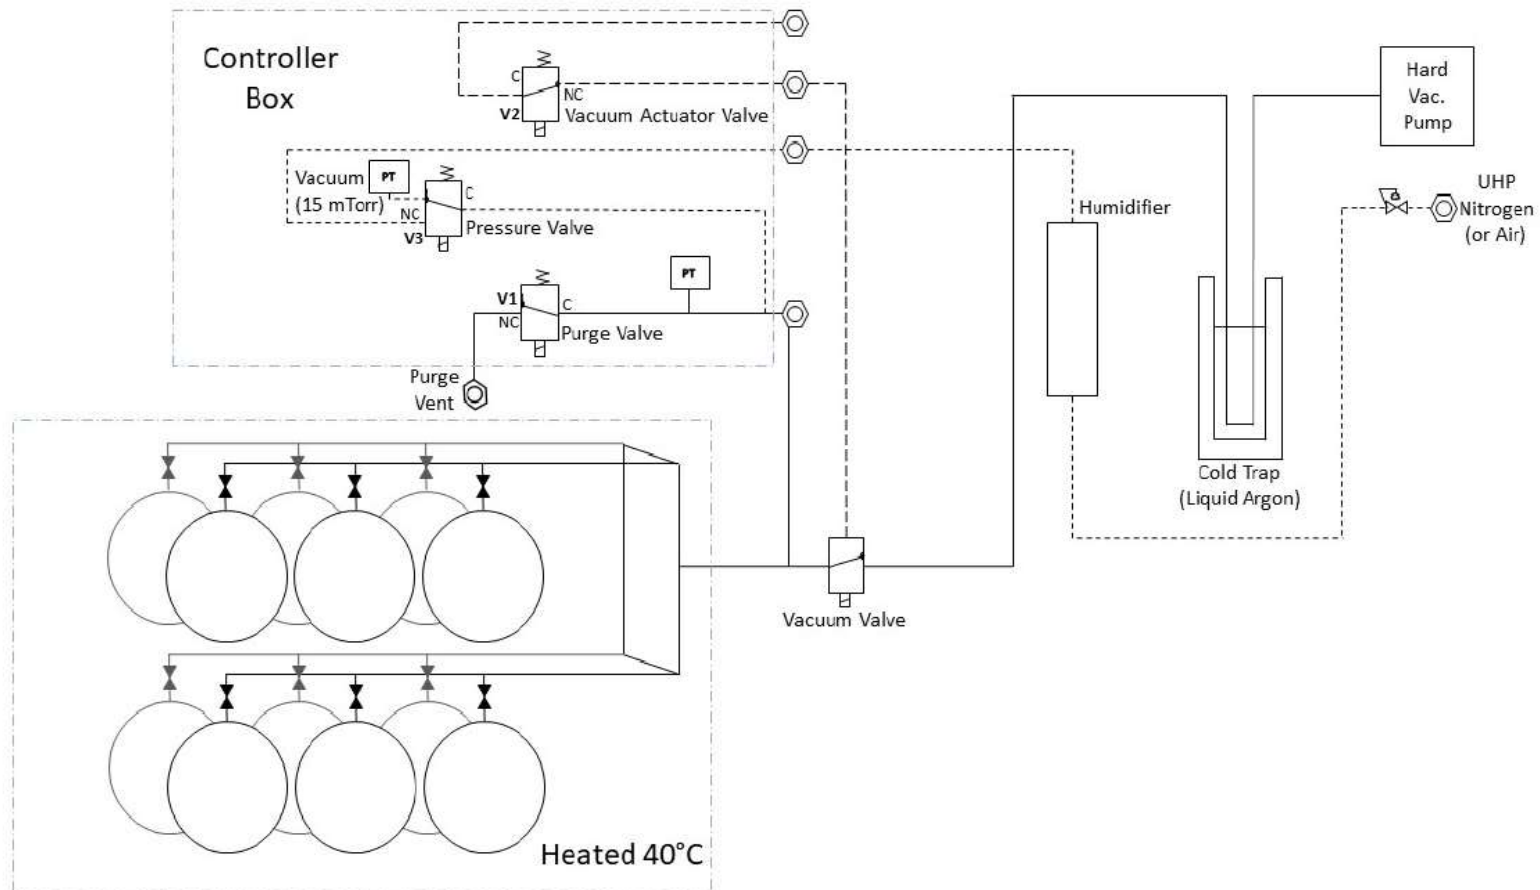 Controller
Box
C
NC
V2
Vacuum Actuator Valve
Vacuum
(15 mTorr)
PT
C
NC
V3
Pressure Valve
PT
V1
C
NC
Purge Valve
Purge
Vent
Hard
Vac.
Pump
UHP
Nitrogen
(or Air)
Humidifier
Cold Trap
(Liquid Argon)
Vacuum Valve
Heated 40°C